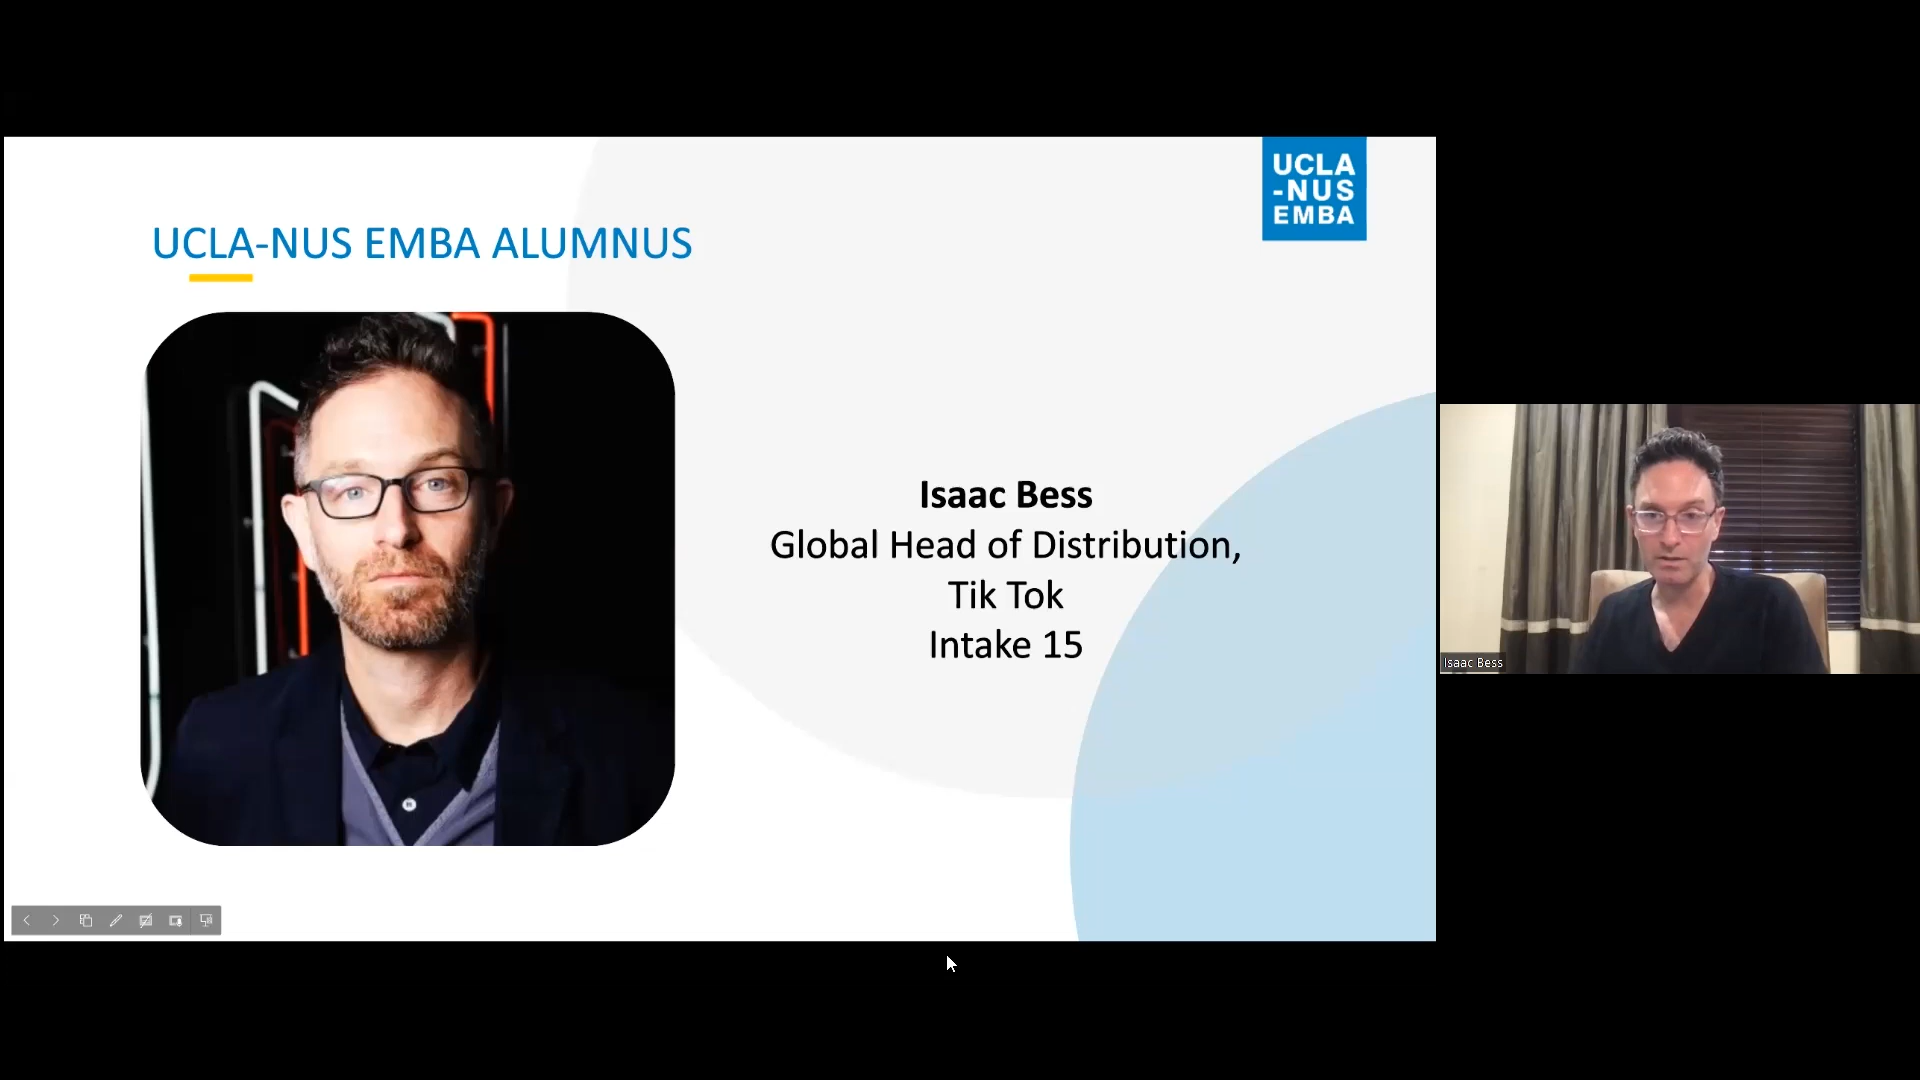 UCLA
-NUS
EMBA
UCLA-NUS EMBA ALUMNUS
Isaac Bess
Global Head of Distribution,
Tik Tok
Intake 15
Isaac Bess